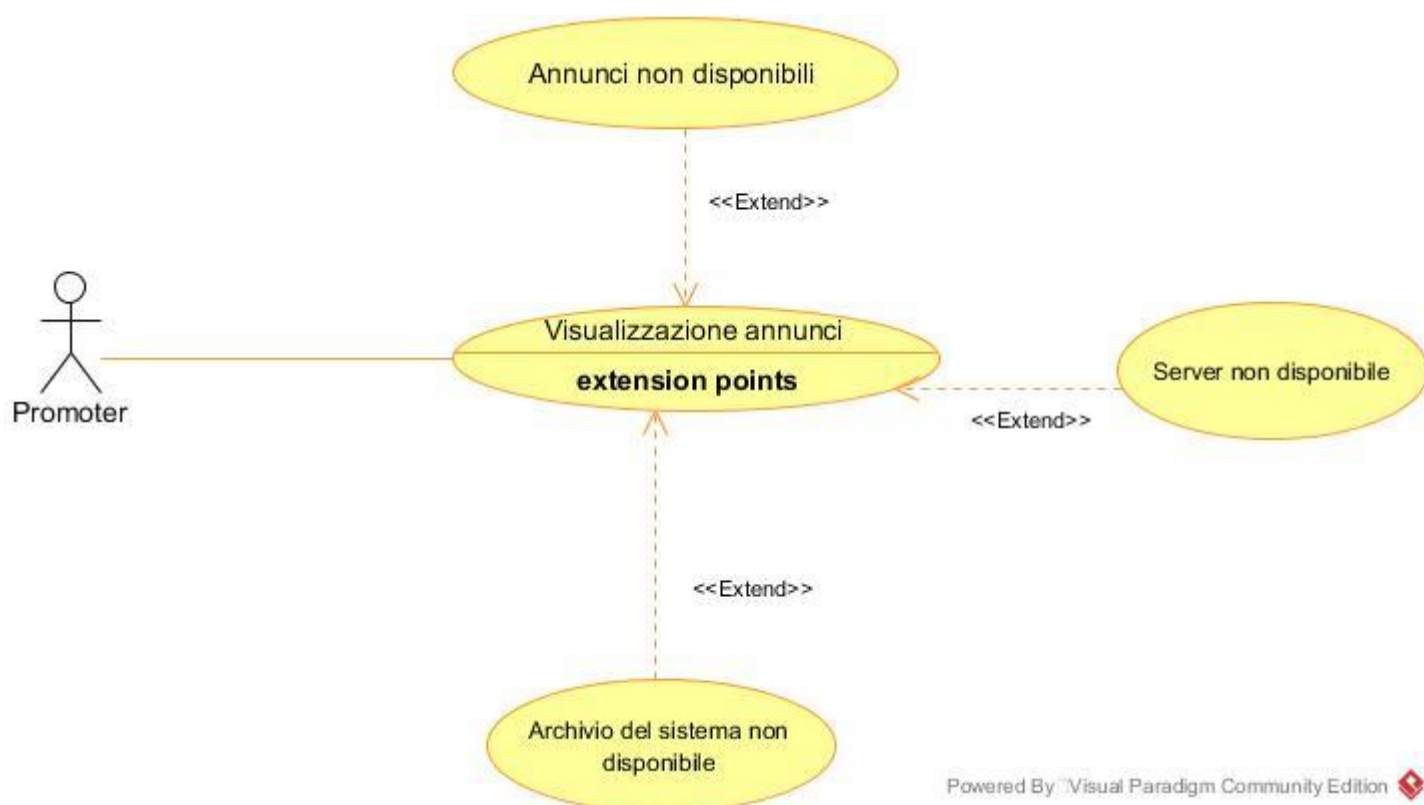 Annunci non disponibili
<<Extend>>
Visualizzazione annunci
extension points
Server non disponibile
<<Extend>>
Promoter
<<Extend>>
Archivio del sistema non
disponibile
Powered By Visual Paradigm Community Edition